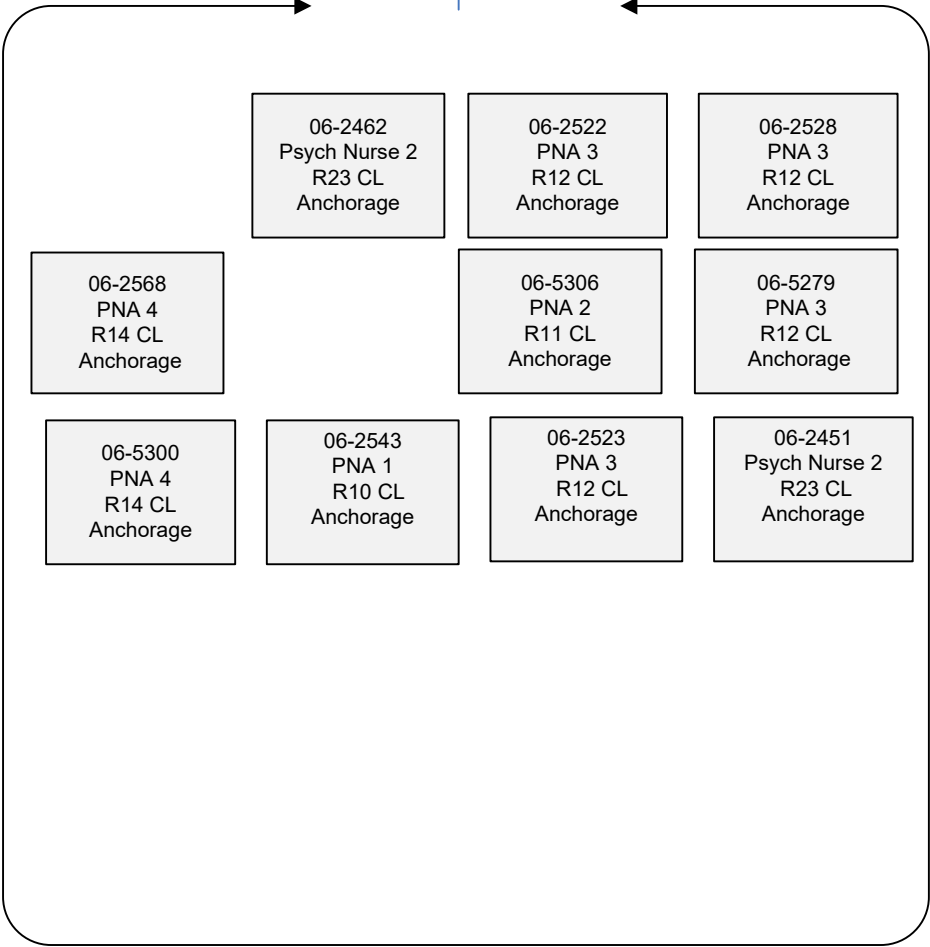 06-2462
Psych Nurse 2
R23 CL
Anchorage
06-2522
PNA 3
R12 CL
Anchorage
06-2528
PNA 3
R12 CL
Anchorage
06-2568
PNA 4
R14 CL
Anchorage
06-5306
PNA 2
R11 CL
Anchorage
06-5279
PNA 3
R12 CL
Anchorage
06-5300
PNA 4
R14 CL
Anchorage
06-2543
PNA 1
R10 CL
Anchorage
06-2523
PNA 3
R12 CL
Anchorage
06-2451
Psych Nurse 2
R23 CL
Anchorage